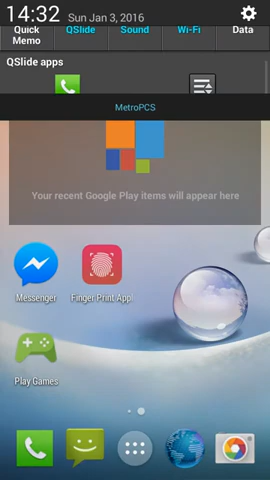 14:32 Sun Jan 3, 2016
Quick Memo QSlide Sound Wi-Fi Data
QSlide apps
MetroPCS
Your recent Google Play items will appear here
Messenger Finger Print App.
Play Games